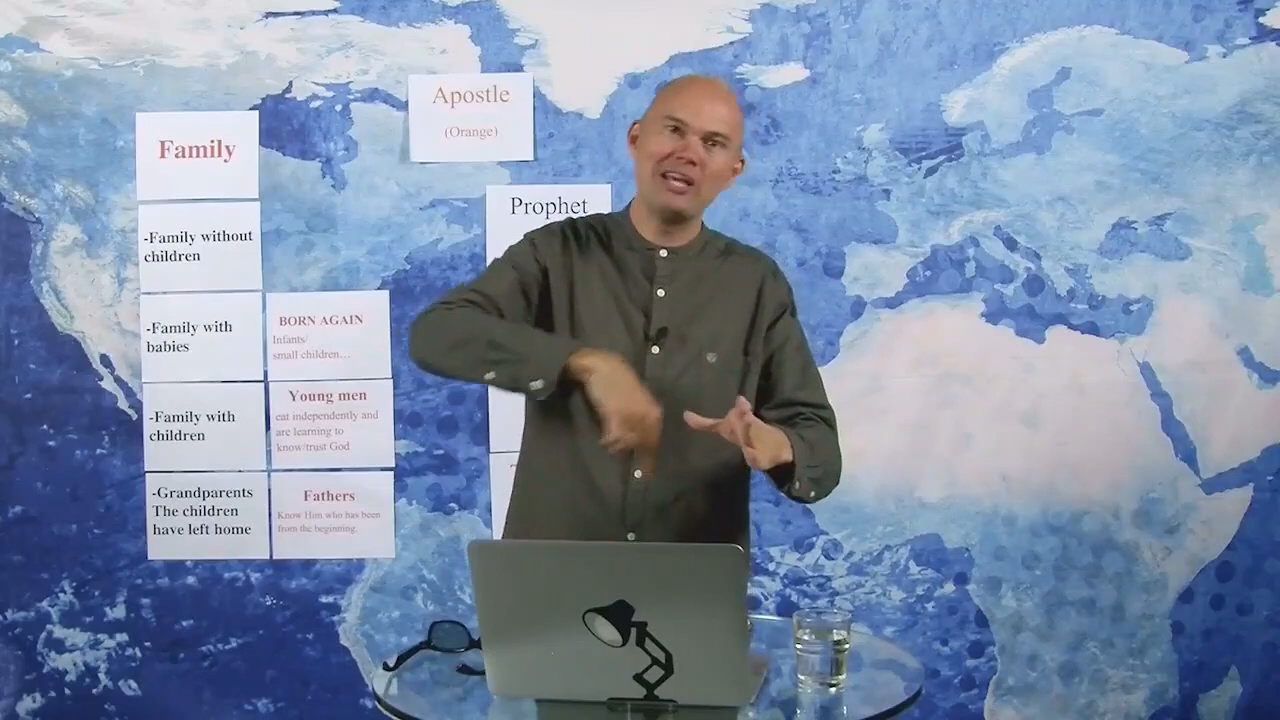 Apostle
(Orange)
Family
Prophet
-Family without
children
-Family with
babies
BORN AGAIN
Infants/
small children…
-Family with
children
Young men
eat independently and
are learning to
know/trust God
-Grandparents
The children
have left home
Fathers
Know Him who has been
from the beginning.